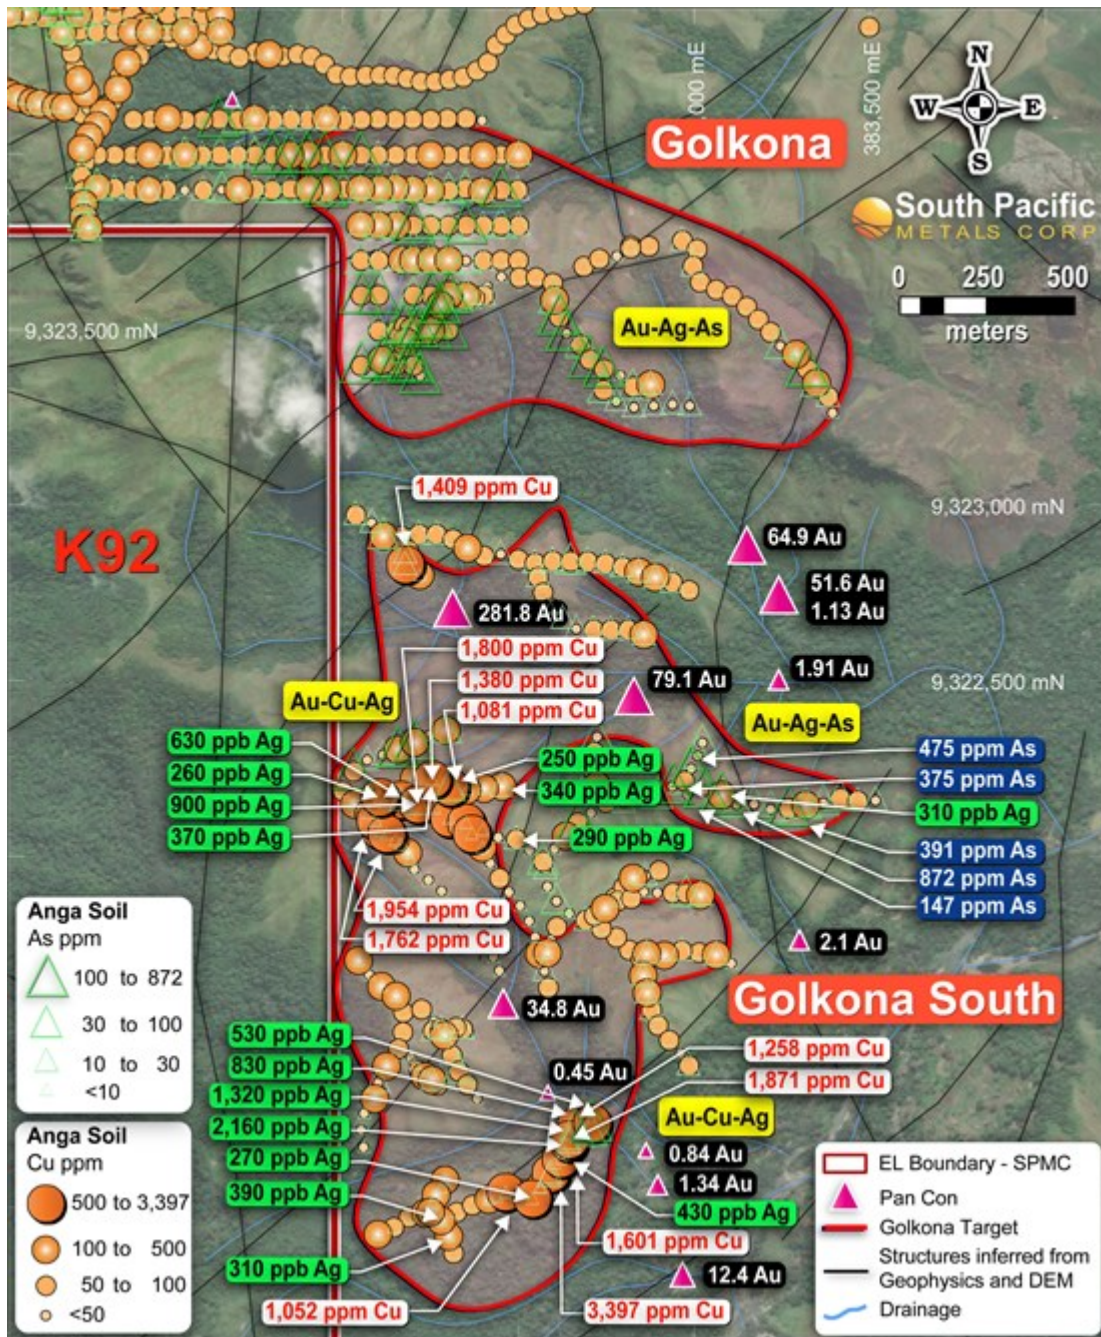 N
W E
S
Golkona
,000 mE
383,500 mE
South Pacific
METALS CORP
0 250 500
meters
9,323,500 mN
Au-Ag-As
1,409 ppm Cu
9,323,000 mN
K92
64.9 Au
51.6 Au
1.13 Au
281.8 Au
1,800 ppm Cu
1,380 ppm Cu
1,081 ppm Cu
79.1 Au
1.91 Au
9,322,500 mN
Au-Cu-Ag
Au-Ag-As
630 ppb Ag
260 ppb Ag
900 ppb Ag
370 ppb Ag
250 ppb Ag
340 ppb Ag
290 ppb Ag
475 ppm As
375 ppm As
310 ppb Ag
391 ppm As
872 ppm As
147 ppm As
1,954 ppm Cu
1,762 ppm Cu
2.1 Au
Golkona South
34.8 Au
530 ppb Ag
830 ppb Ag
1,320 ppb Ag
2,160 ppb Ag
270 ppb Ag
390 ppb Ag
310 ppb Ag
0.45 Au
1,258 ppm Cu
1,871 ppm Cu
Au-Cu-Ag
0.84 Au
1.34 Au
430 ppb Ag
1,601 ppm Cu
12.4 Au
1,052 ppm Cu
3,397 ppm Cu
Anga Soil
As ppm
100 to 872
30 to 100
10 to 30
<10
Anga Soil
Cu ppm
500 to 3,397
100 to 500
50 to 100
<50
EL Boundary - SPMC
Pan Con
Golkona Target
Structures inferred from
Geophysics and DEM
Drainage